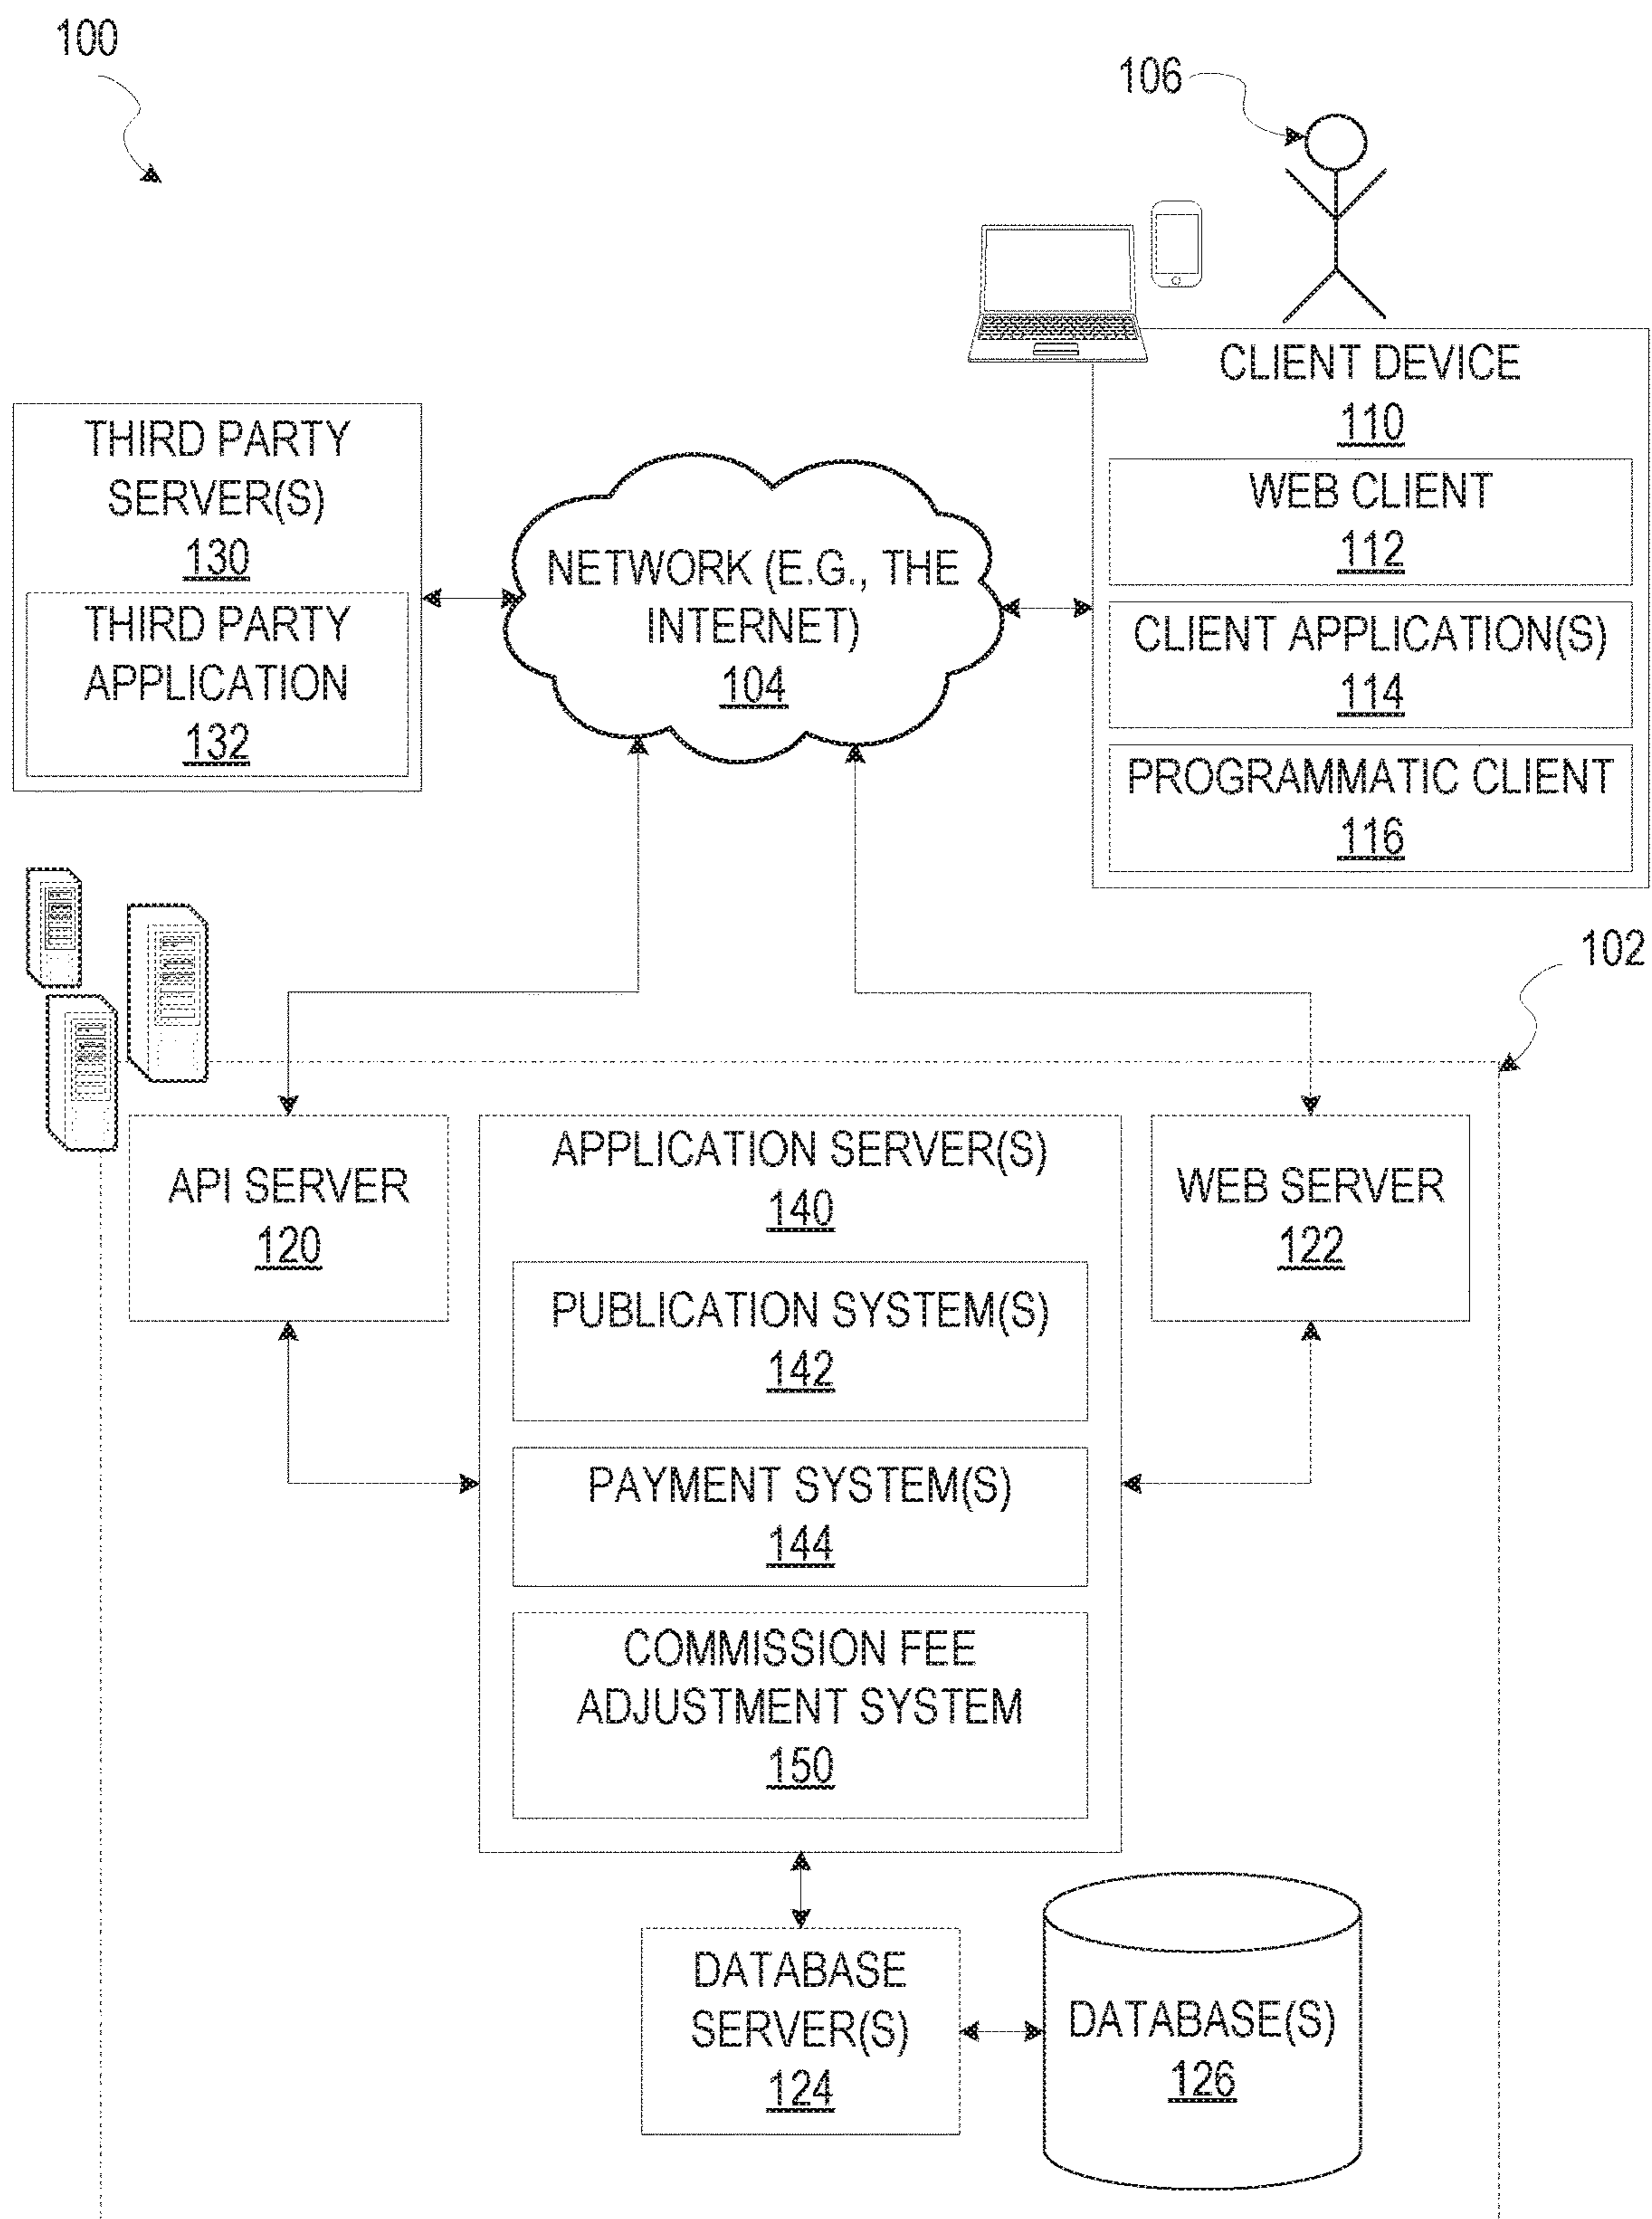 100
106
CLIENT DEVICE
110
WEB CLIENT
112
CLIENT APPLICATION(S)
114
PROGRAMMATIC CLIENT
116
THIRD PARTY
SERVER(S)
130
THIRD PARTY
APPLICATION
132
NETWORK (E.G., THE
INTERNET)
104
102
API SERVER
120
APPLICATION SERVER(S)
140
PUBLICATION SYSTEM(S)
142
PAYMENT SYSTEM(S)
144
COMMISSION FEE
ADJUSTMENT SYSTEM
150
WEB SERVER
122
DATABASE
SERVER(S)
124
DATABASE(S)
126